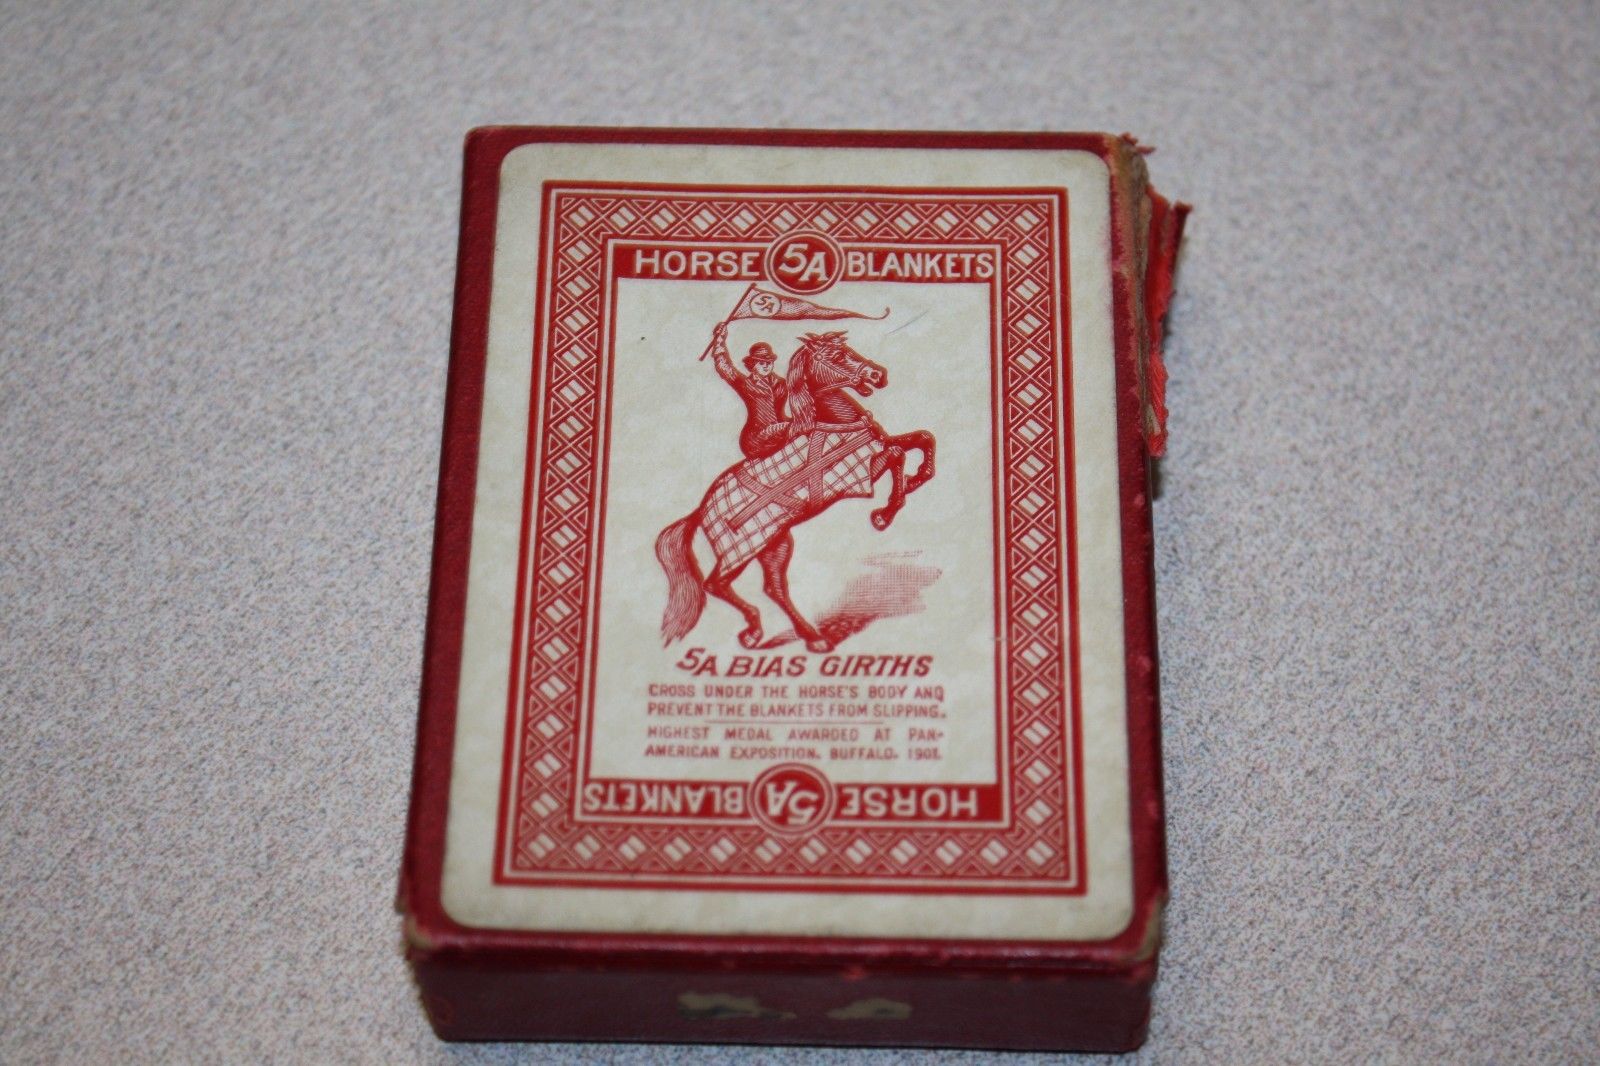 HORSE 5A BLANKETS
5A
5A BIAS GIRTHS
CROSS UNDER THE HORSE'S BODY AND
PREVENT THE BLANKETS FROM SLIPPING.
HIGHEST MEDAL AWARDED AT PAN-
AMERICAN EXPOSITION. BUFFALO. 1901.
HORSE 5A BLANKETS